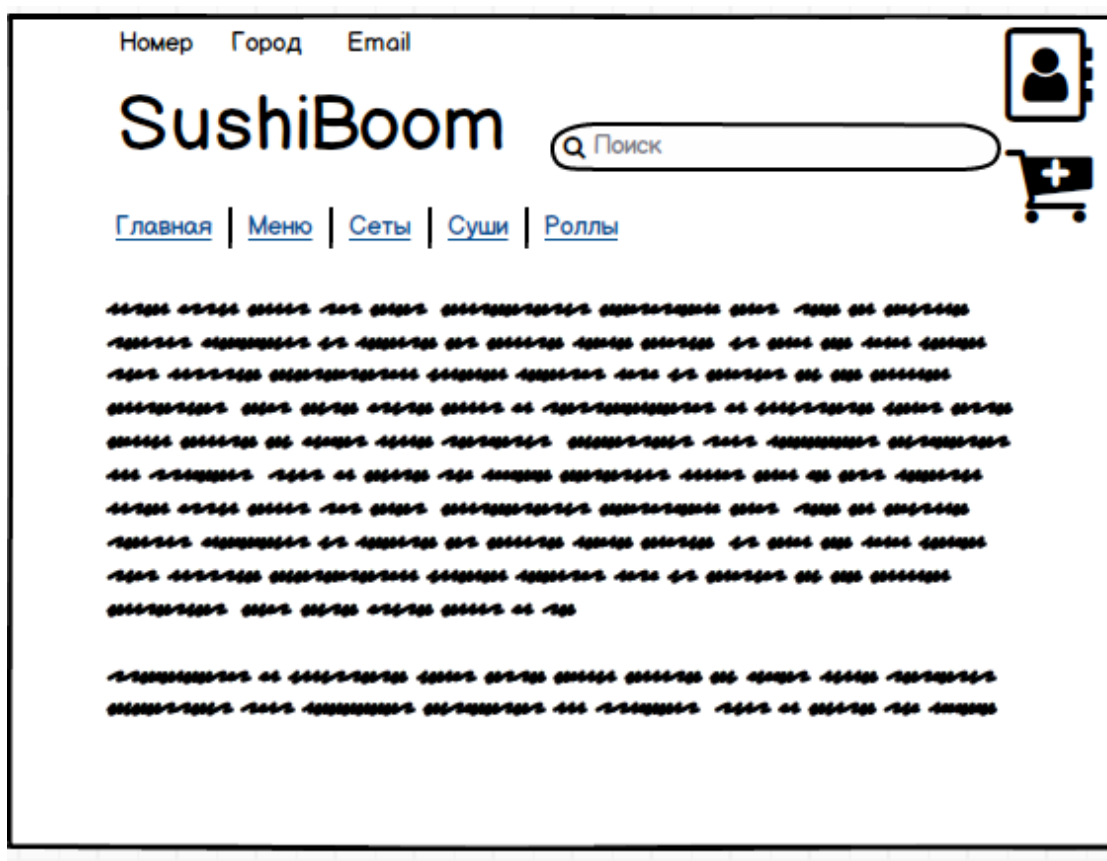 Номер Город Email
SushiBoom
Поиск
Главная | Меню | Сеты | Суши | Роллы